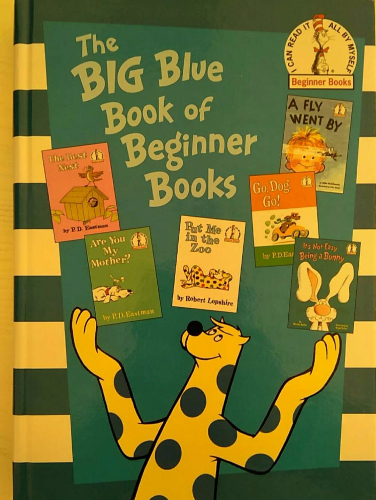 The
BIG Blue
Book of
Beginner
Books
I CAN READ IT ALL BY MYSELF
Beginner Books
A FLY
WENT BY
The Best
Nest
by P.D. Eastman
Go, Dog.
Go!
by P.D. Eas
Put Me
in the
Zoo
by Robert Lopshire
Are You
My
Mother?
by P.D. Eastman
It's Not Easy
Being a Bunny